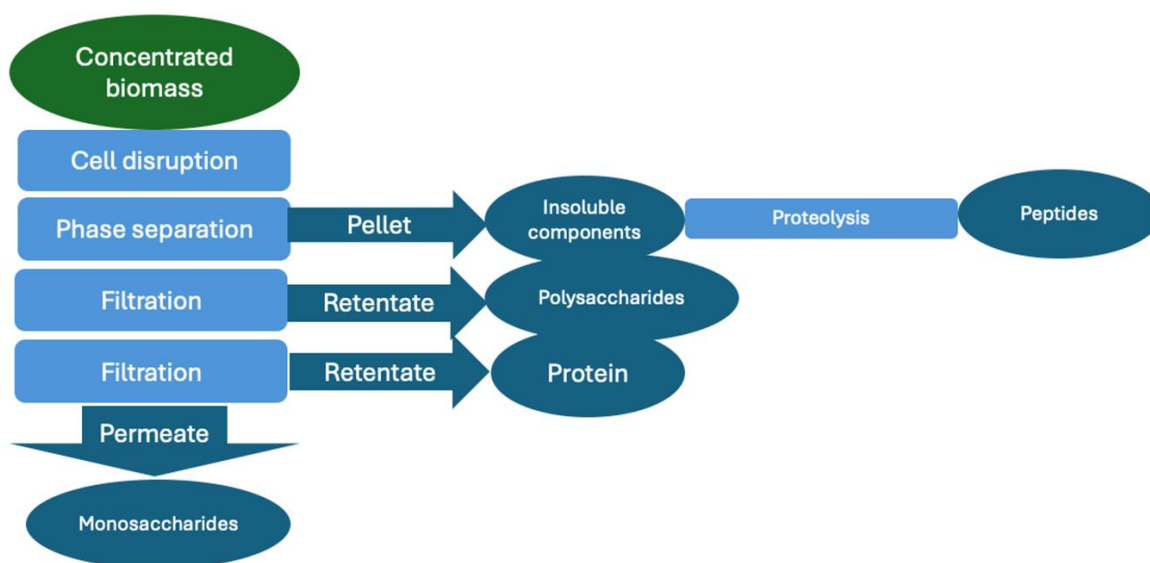 Concentrated
biomass
Cell disruption
Phase separation
Pellet
Insoluble
components
Proteolysis
Peptides
Filtration
Retentate
Polysaccharides
Filtration
Retentate
Protein
Permeate
Monosaccharides